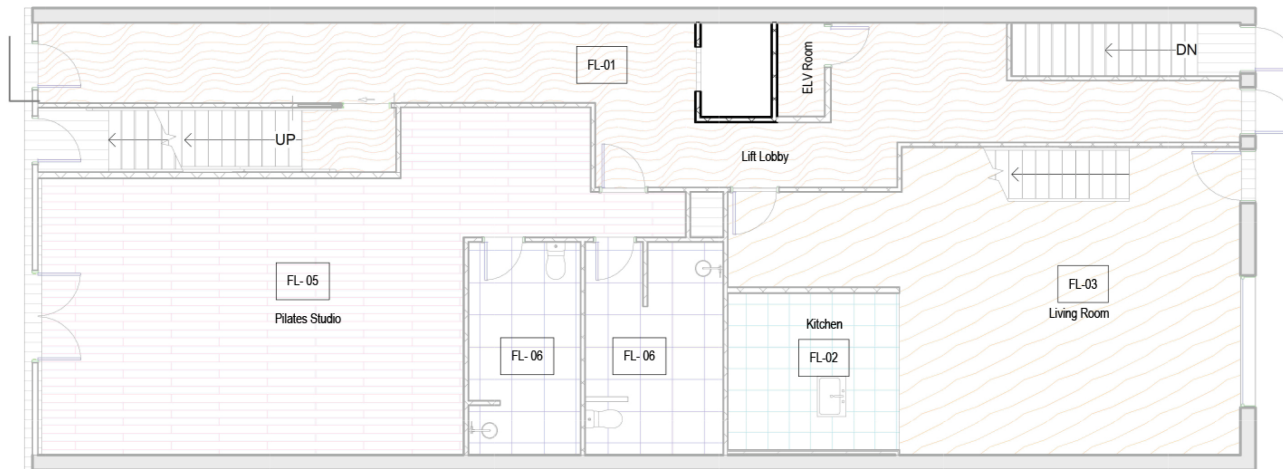 FL-01
ELV Room
DN
UP
Lift Lobby
FL- 05
Pilates Studio
FL-03
Living Room
Kitchen
FL- 06
FL- 06
FL-02